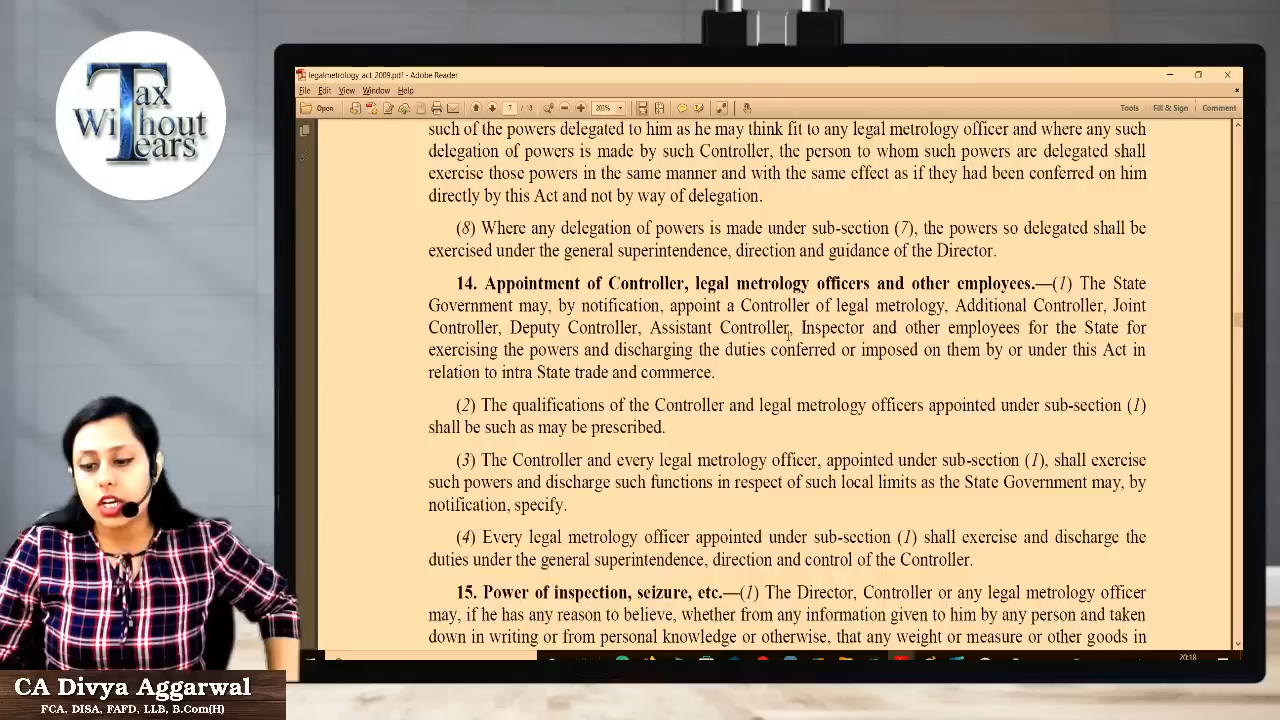 Tax
Without
Tears
legalmetrology_act_2009.pdf - Adobe Reader
File Edit View Window Help
Open
7
203%
Tools Fill & Sign Comment
such of the powers delegated to him as he may think fit to any legal metrology officer and where any such
delegation of powers is made by such Controller, the person to whom such powers are delegated shall
exercise those powers in the same manner and with the same effect as if they had been conferred on him
directly by this Act and not by way of delegation.
(8) Where any delegation of powers is made under sub-section (7), the powers so delegated shall be
exercised under the general superintendence, direction and guidance of the Director.
14. Appointment of Controller, legal metrology officers and other employees.—(1) The State
Government may, by notification, appoint a Controller of legal metrology, Additional Controller, Joint
Controller, Deputy Controller, Assistant Controller, Inspector and other employees for the State for
exercising the powers and discharging the duties conferred or imposed on them by or under this Act in
relation to intra State trade and commerce.
(2) The qualifications of the Controller and legal metrology officers appointed under sub-section (1)
shall be such as may be prescribed.
(3) The Controller and every legal metrology officer, appointed under sub-section (1), shall exercise
such powers and discharge such functions in respect of such local limits as the State Government may, by
notification, specify.
(4) Every legal metrology officer appointed under sub-section (1) shall exercise and discharge the
duties under the general superintendence, direction and control of the Controller.
15. Power of inspection, seizure, etc.—(1) The Director, Controller or any legal metrology officer
may, if he has any reason to believe, whether from any information given to him by any person and taken
down in writing or from personal knowledge or otherwise, that any weight or measure or other goods in
20:18
CA Divya Aggarwal
FCA, DISA, FAFD, LLB, B.Com(H)